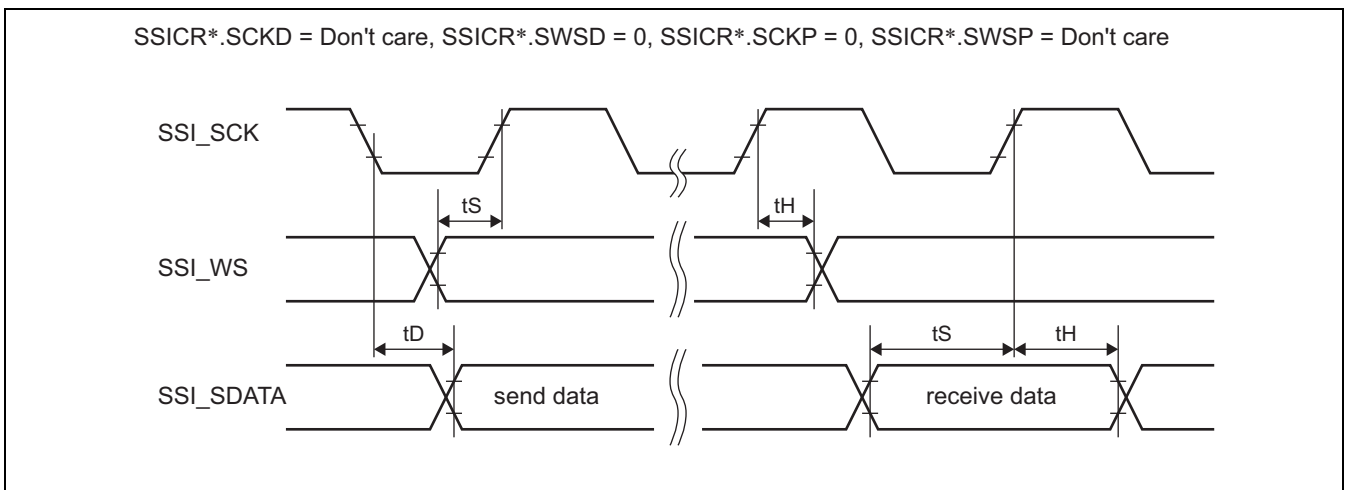 SSICR*.SCKD = Don't care, SSICR*.SWSD = 0, SSICR*.SCKP = 0, SSICR*.SWSP = Don't care
SSI_SCK
tS
tH
SSI_WS
tD
tS
tH
SSI_SDATA
send data
receive data